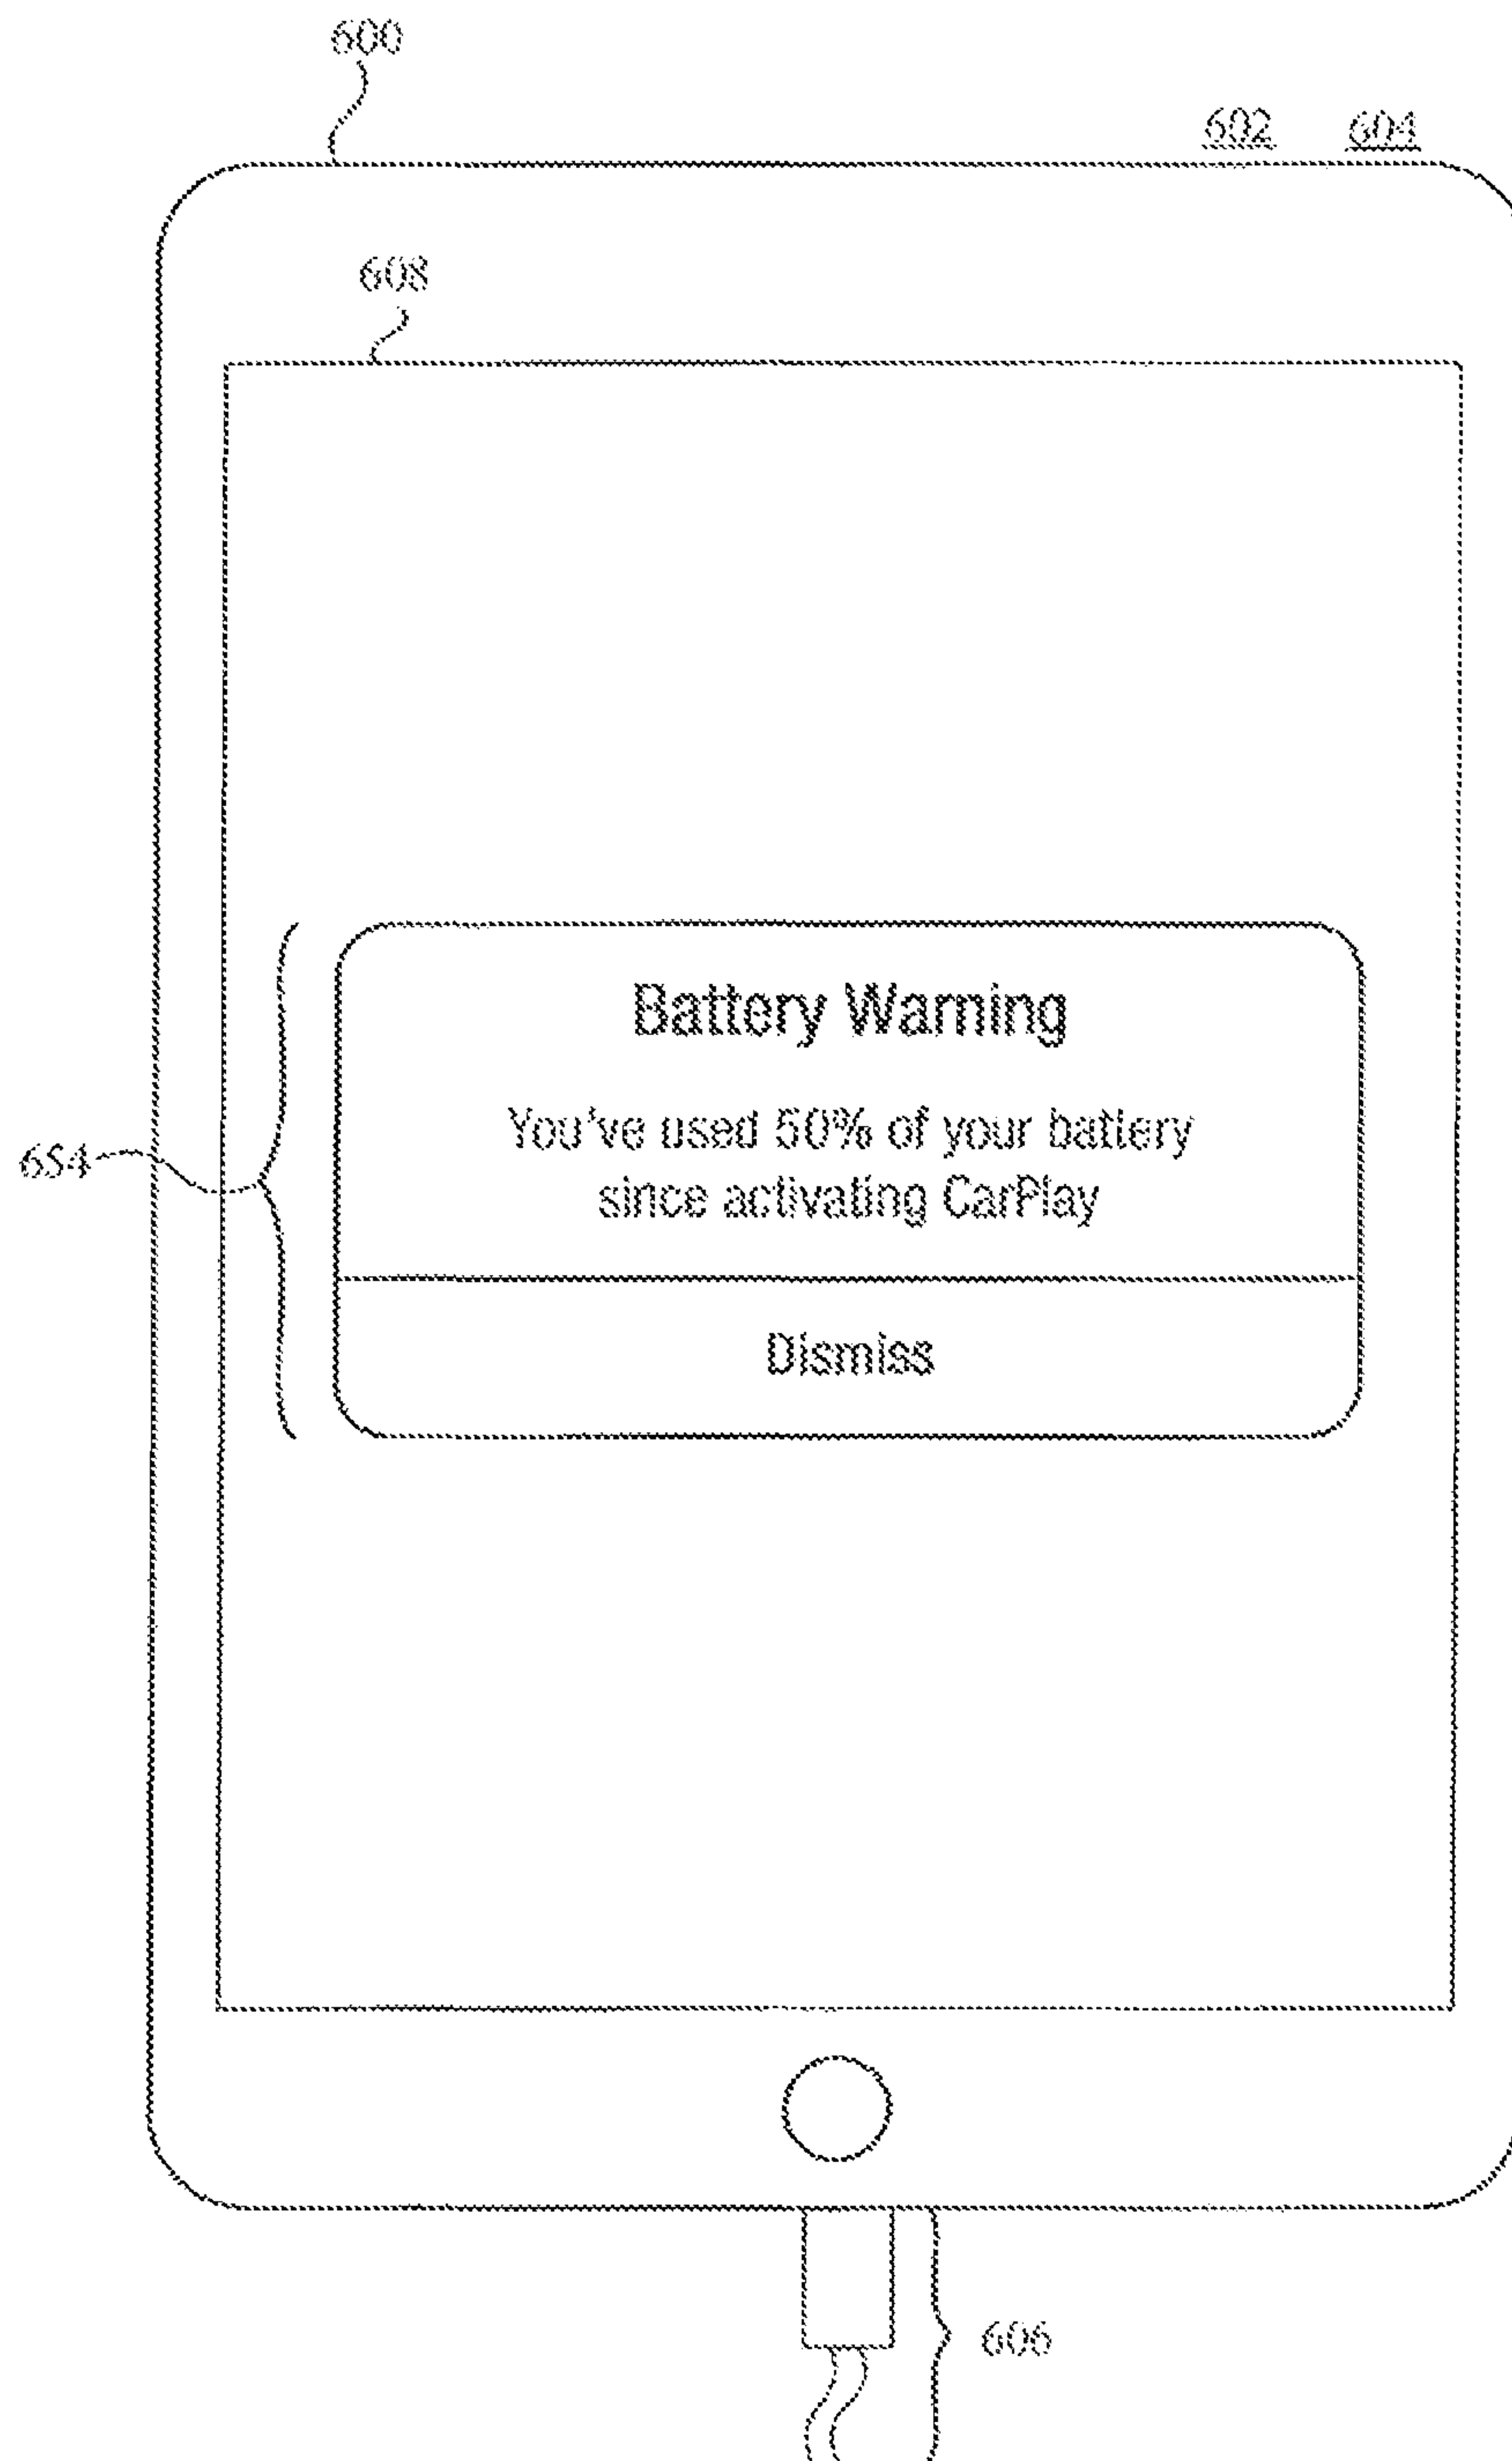 600
602 604
608
Battery Warning
You've used 50% of your battery
since activating CarPlay
654
Dismiss
606